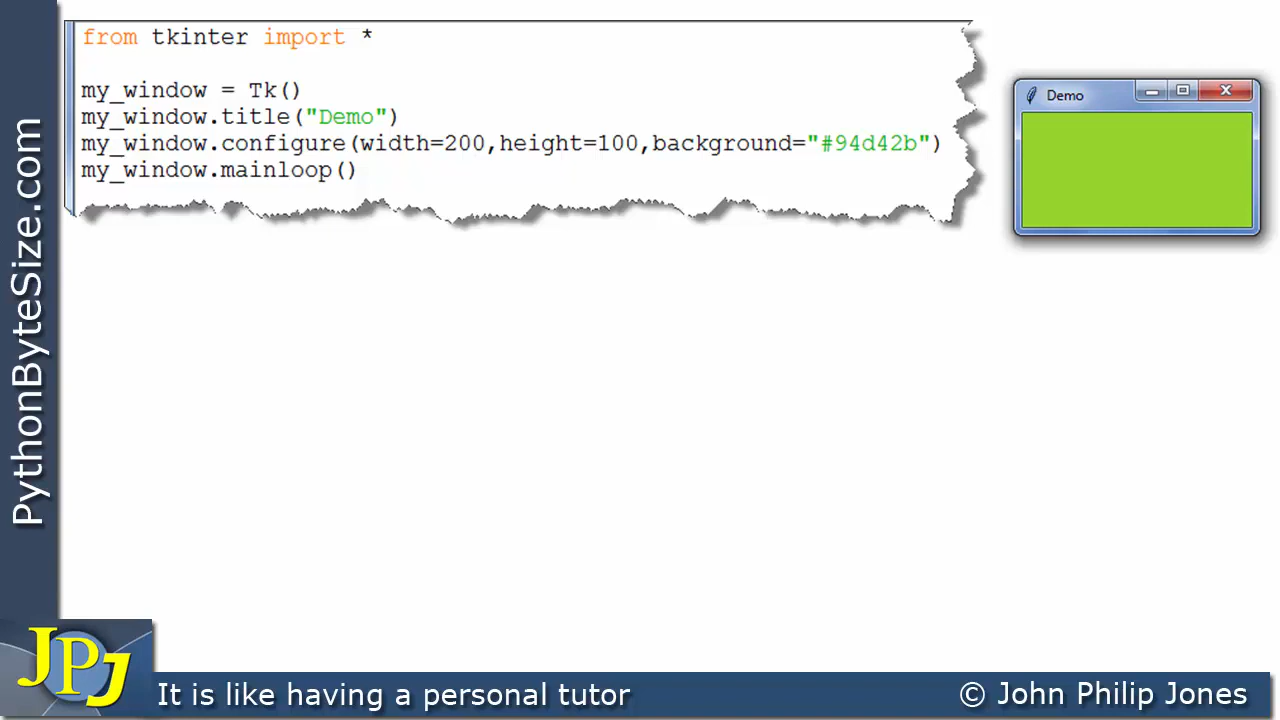 from tkinter import *
my_window = Tk()
my_window.title("Demo")
my_window.configure(width=200,height=100,background="#94d42b")
my_window.mainloop()
Demo
PythonByteSize.com
JPJ
It is like having a personal tutor
© John Philip Jones